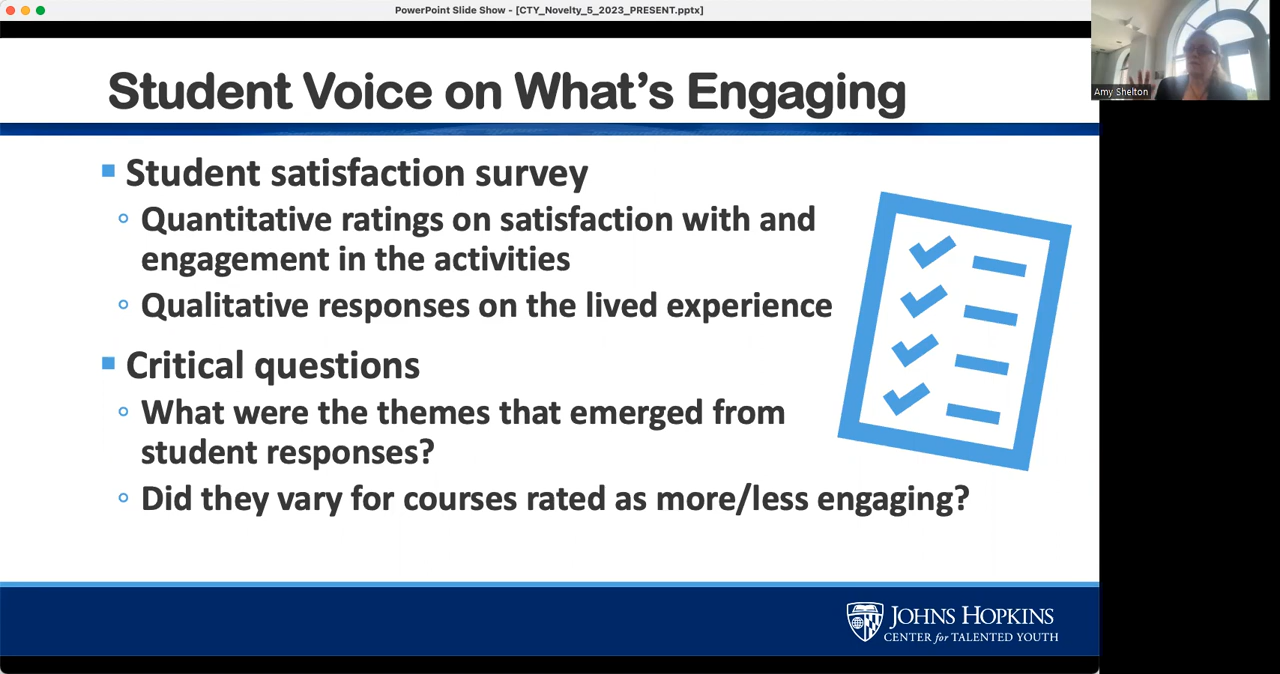 PowerPoint Slide Show - [CTY_Novelty_5_2023_PRESENT.pptx]
Amy Shelton
Student Voice on What's Engaging
Student satisfaction survey
Quantitative ratings on satisfaction with and
engagement in the activities
Qualitative responses on the lived experience
Critical questions
What were the themes that emerged from
student responses?
Did they vary for courses rated as more/less engaging?
JOHNS HOPKINS
CENTER for TALENTED YOUTH